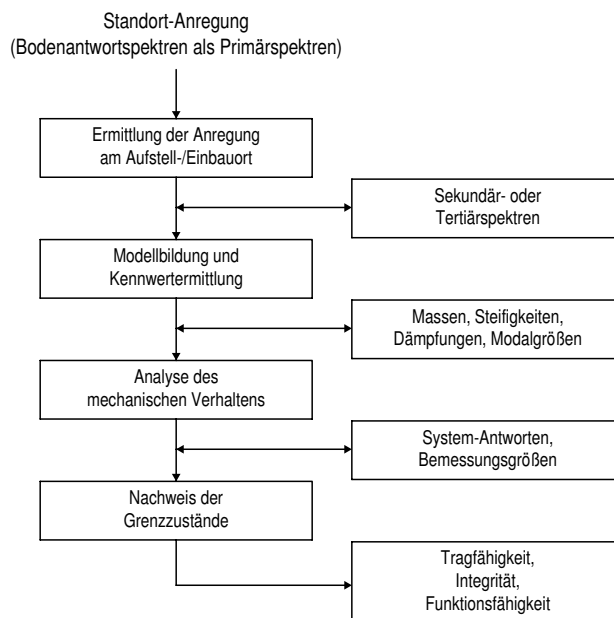 Standort-Anregung
(Bodenantwortspektren als Primärspektren)
Ermittlung der Anregung
am Aufstell-/Einbauort
Sekundär- oder
Tertiärspektren
Modellbildung und
Kennwertermittlung
Massen, Steifigkeiten,
Dämpfungen, Modalgrößen
Analyse des
mechanischen Verhaltens
System-Antworten,
Bemessungsgrößen
Nachweis der
Grenzzustände
Tragfähigkeit,
Integrität,
Funktionsfähigkeit